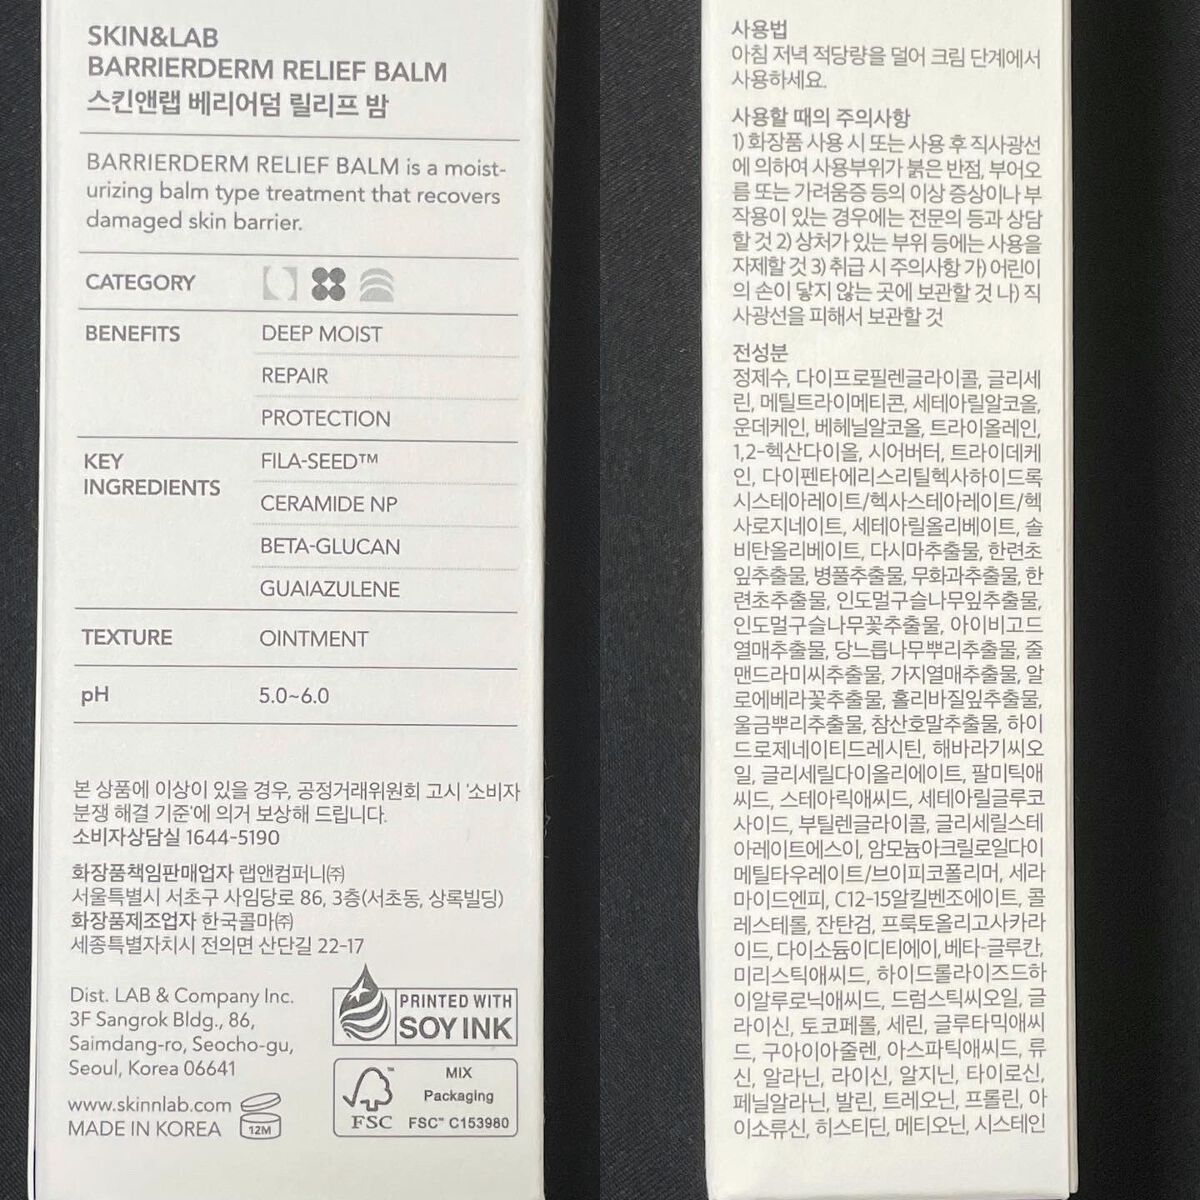 SKIN&LAB
BARRIERDERM RELIEF BALM
스킨앤랩 베리어덤 릴리프 밤
BARRIERDERM RELIEF BALM is a moist-
urizing balm type treatment that recovers
damaged skin barrier.
CATEGORY
BENEFITS DEEP MOIST
REPAIR
PROTECTION
KEY INGREDIENTS FILA-SEED™
CERAMIDE NP
BETA-GLUCAN
GUAIAZULENE
TEXTURE OINTMENT
pH 5.0~6.0
본 상품에 이상이 있을 경우, 공정거래위원회 고시 '소비자
분쟁 해결 기준'에 의거 보상해 드립니다.
소비자상담실 1644-5190
화장품책임판매업자 랩앤컴퍼니㈜
서울특별시 서초구 사임당로 86, 3층(서초동, 상록빌딩)
화장품제조업자 한국콜마㈜
세종특별자치시 전의면 산단길 22-17
Dist. LAB & Company Inc.
3F Sangrok Bldg., 86,
Saimdang-ro, Seocho-gu,
Seoul, Korea 06641
www.skinnlab.com
MADE IN KOREA
12M
PRINTED WITH
SOY INK
FSC™
MIX
Packaging
FSC™ C153980
사용법
아침 저녁 적당량을 덜어 크림 단계에서
사용하세요.
사용할 때의 주의사항
1) 화장품 사용 시 또는 사용 후 직사광선
에 의하여 사용부위가 붉은 반점, 부어오
름 또는 가려움증 등의 이상 증상이나 부
작용이 있는 경우에는 전문의 등과 상담
할 것 2) 상처가 있는 부위 등에는 사용을
자제할 것 3) 취급 시 주의사항 가) 어린이
의 손이 닿지 않는 곳에 보관할 것 나) 직
사광선을 피해서 보관할 것
전성분
정제수, 다이프로필렌글라이콜, 글리세
린, 메틸트라이메티콘, 세테아릴알코올,
운데케인, 베헤닐알코올, 트라이올레인,
1,2-헥산다이올, 시어버터, 트라이데케
인, 다이펜타에리스리틸헥사하이드록
시스테아레이트/헥사스테아레이트/헥
사로지네이트, 세테아릴올리베이트, 솔
비탄올리베이트, 다시마추출물, 한련초
잎추출물, 병풀추출물, 무화과추출물, 한
련초추출물, 인도멀구슬나무잎추출물,
인도멀구슬나무꽃추출물, 아이비고드
열매추출물, 당느릅나무뿌리추출물, 줄
맨드라미씨추출물, 가지열매추출물, 알
로에베라꽃추출물, 홀리바질잎추출물,
울금뿌리추출물, 참산호말추출물, 하이
드로제네이티드레시틴, 해바라기씨오
일, 글리세릴다이올리에이트, 팔미틱애
씨드, 스테아릭애씨드, 세테아릴글루코
사이드, 부틸렌글라이콜, 글리세릴스테
아레이트에스이, 암모늄아크릴로일다이
메틸타우레이트/브이피코폴리머, 세라
마이드엔피, C12-15알킬벤조에이트, 콜
레스테롤, 잔탄검, 프룩토올리고사카라
이드, 다이소듐이디티에이, 베타-글루칸,
미리스틱애씨드, 하이드롤라이즈드하
이알루로닉애씨드, 드럼스틱씨오일, 글
라이신, 토코페롤, 세린, 글루타믹애씨
드, 구아이아줄렌, 아스파틱애씨드, 류
신, 알라닌, 라이신, 알지닌, 타이로신,
페닐알라닌, 발린, 트레오닌, 프롤린, 아
이소류신, 히스티딘, 메티오닌, 시스테인